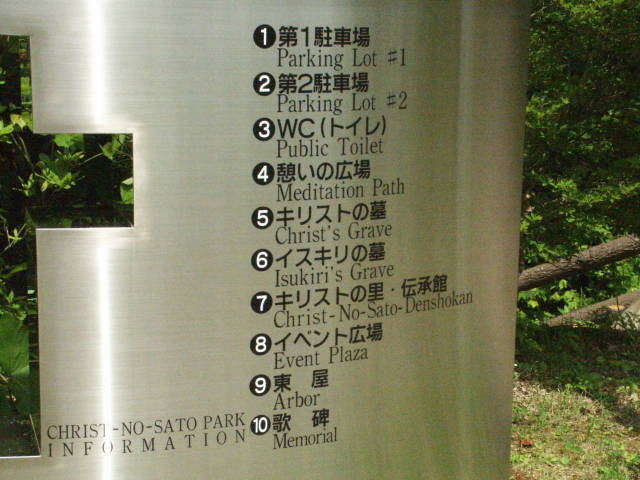 ❶第1駐車場
Parking Lot #1
❷第2駐車場
Parking Lot #2
❸WC(トイレ)
Public Toilet
❹憩いの広場
Meditation Path
❺キリストの墓
Christ's Grave
❻イスキリの墓
Isukiri's Grave
❼キリストの里・伝承館
Christ-No-Sato-Denshokan
❽イベント広場
Event Plaza
❾東 屋
Arbor
❿歌 碑
Memorial
CHRIST-NO-SATO PARK
INFORMATION